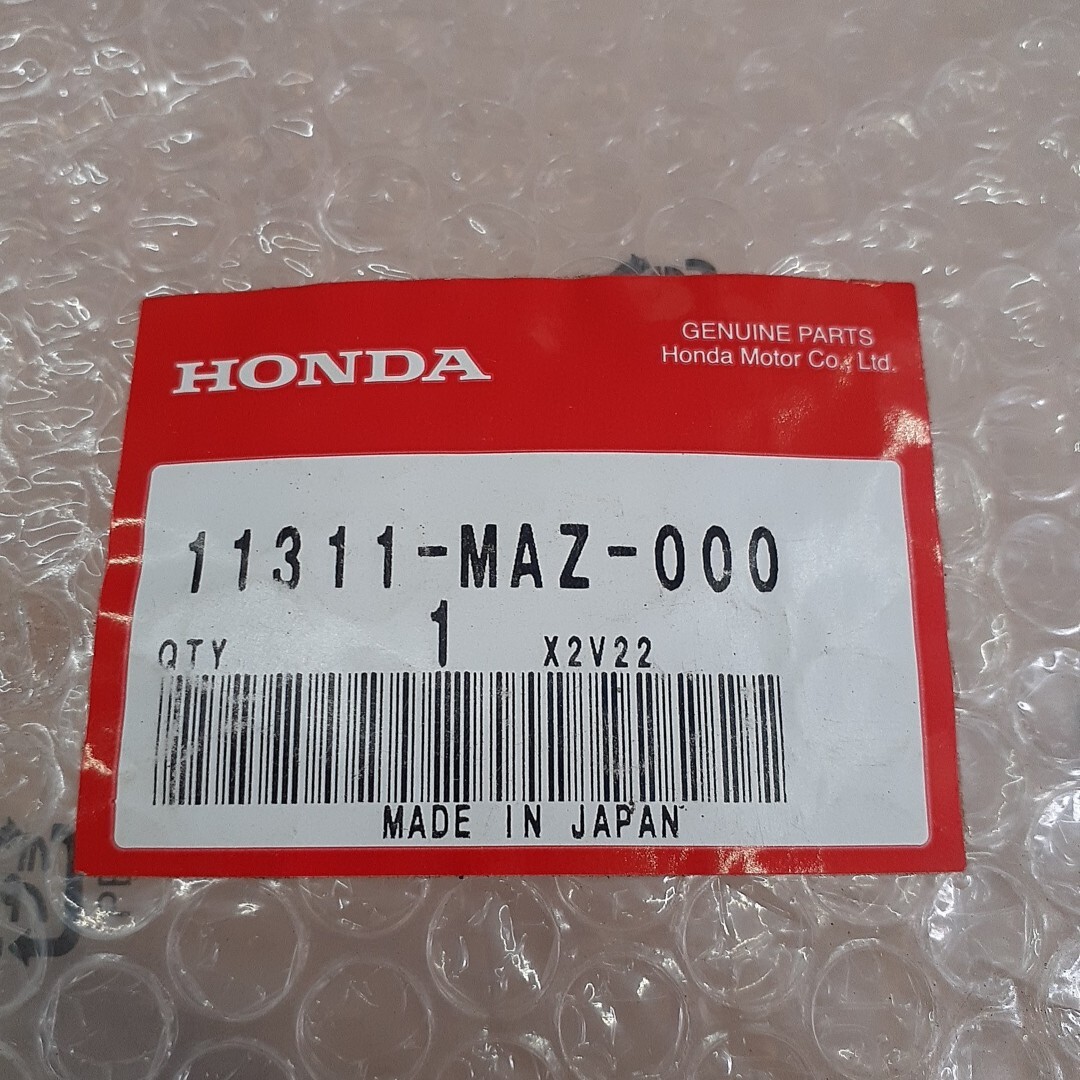 HONDA
GENUINE PARTS
Honda Motor Co., Ltd.
11311-MAZ-000
QTY 1 X2V22
MADE IN JAPAN